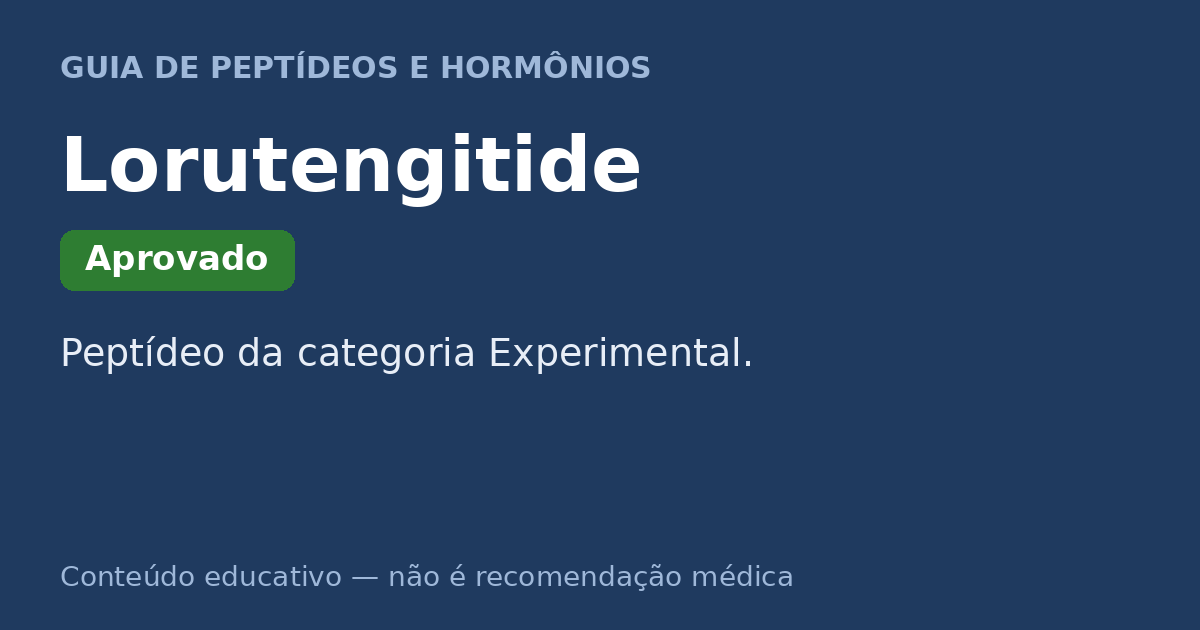 GUIA DE PEPTÍDEOS E HORMÔNIOS
Lorutengitide
Aprovado
Peptídeo da categoria Experimental.
Conteúdo educativo — não é recomendação médica